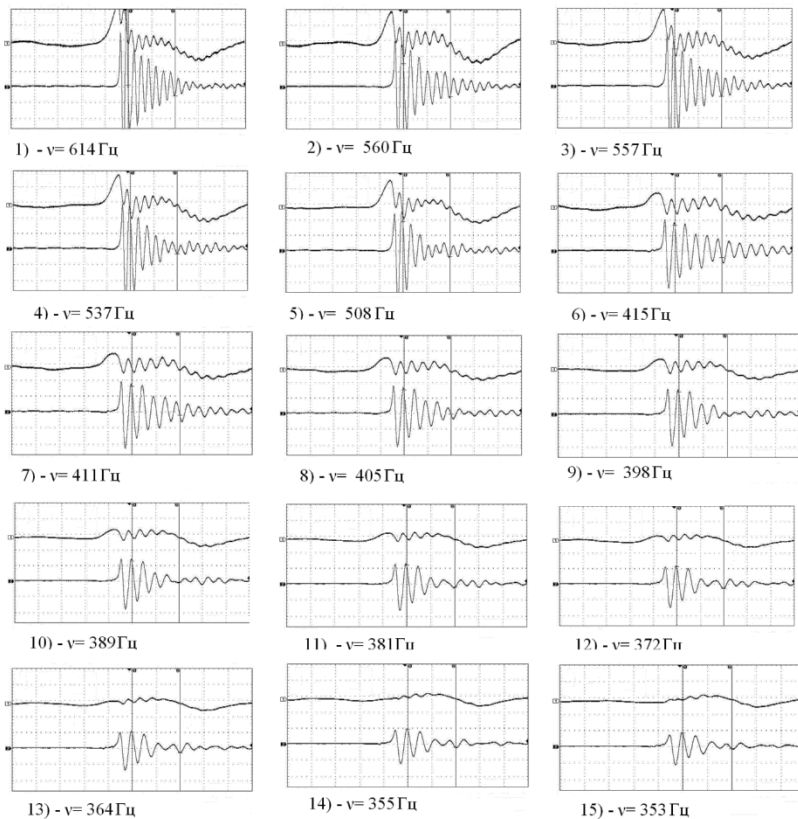 1) - ν= 614 Гц
2) - ν= 560 Гц
3) - ν= 557 Гц
4) - ν= 537 Гц
5) - ν= 508 Гц
6) - ν= 415 Гц
7) - ν= 411 Гц
8) - ν= 405 Гц
9) - ν= 398 Гц
10) - ν= 389 Гц
11) - ν= 381 Гц
12) - ν= 372 Гц
13) - ν= 364 Гц
14) - ν= 355 Гц
15) - ν= 353 Гц